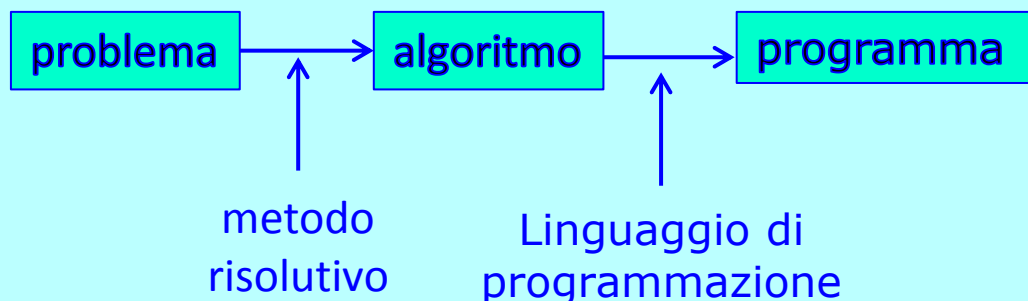 problema
algoritmo
programma
metodo
risolutivo
Linguaggio di
programmazione